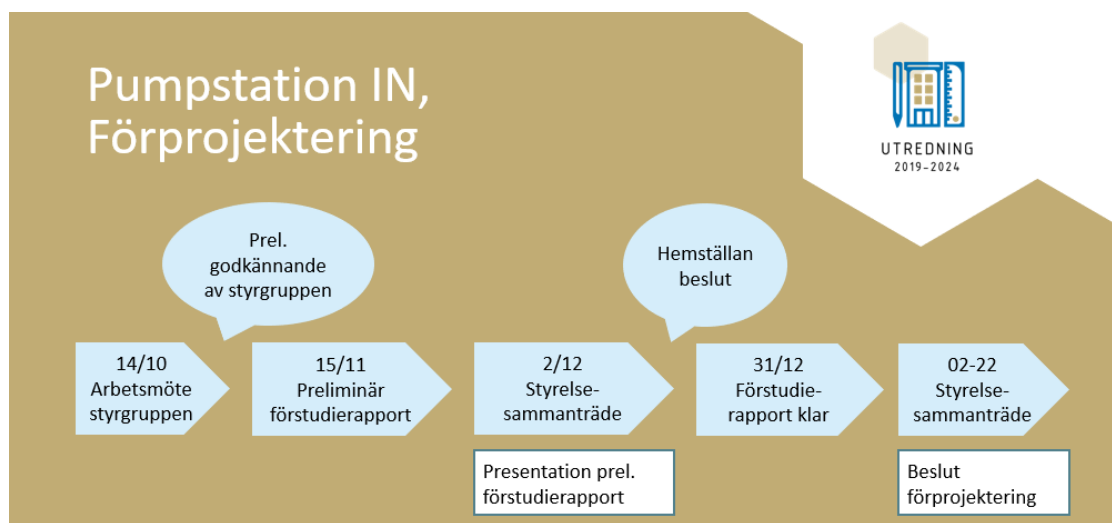 Pumpstation IN,
Förprojektering
UTREDNING
2019-2024
Prel.
godkännande
av styrgruppen
Hemställan
beslut
14/10
Arbetsmöte
styrgruppen
15/11
Preliminär
förstudierapport
2/12
Styrelse-
sammanträde
31/12
Förstudie-
rapport klar
02-22
Styrelse-
sammanträde
Presentation prel.
förstudierapport
Beslut
förprojektering